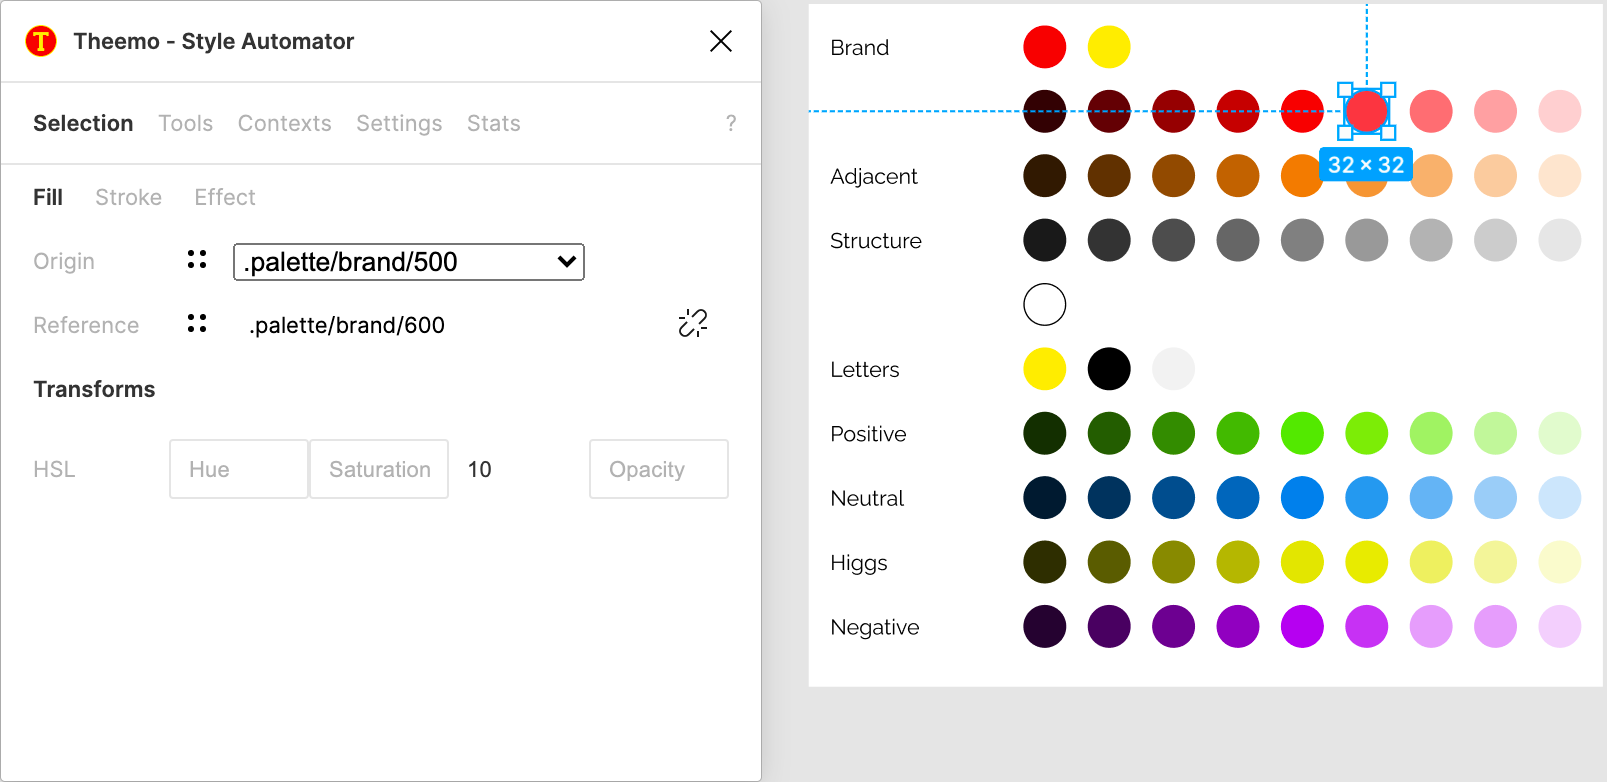 T Theemo - Style Automator
Selection Tools Contexts Settings Stats ?
Fill Stroke Effect
Origin .palette/brand/500
Reference .palette/brand/600
Transforms
HSL Hue Saturation 10 Opacity
Brand
32 × 32
Adjacent
Structure
Letters
Positive
Neutral
Higgs
Negative